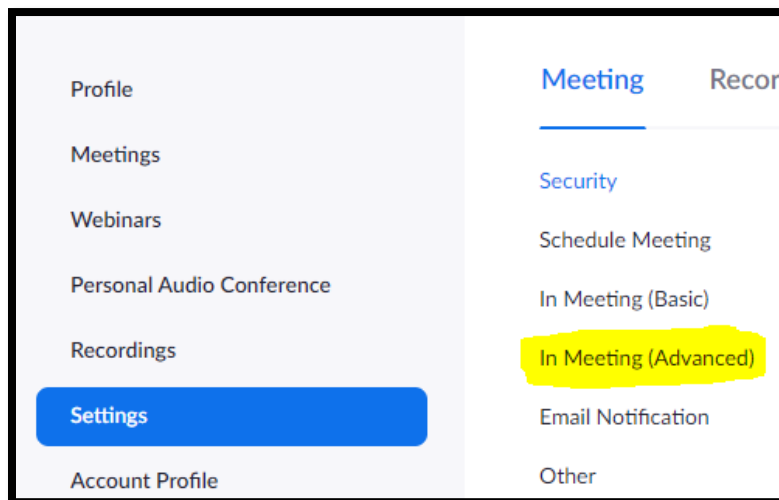 Profile
Meetings
Webinars
Personal Audio Conference
Recordings
Settings
Account Profile
Meeting
Recor
Security
Schedule Meeting
In Meeting (Basic)
In Meeting (Advanced)
Email Notification
Other